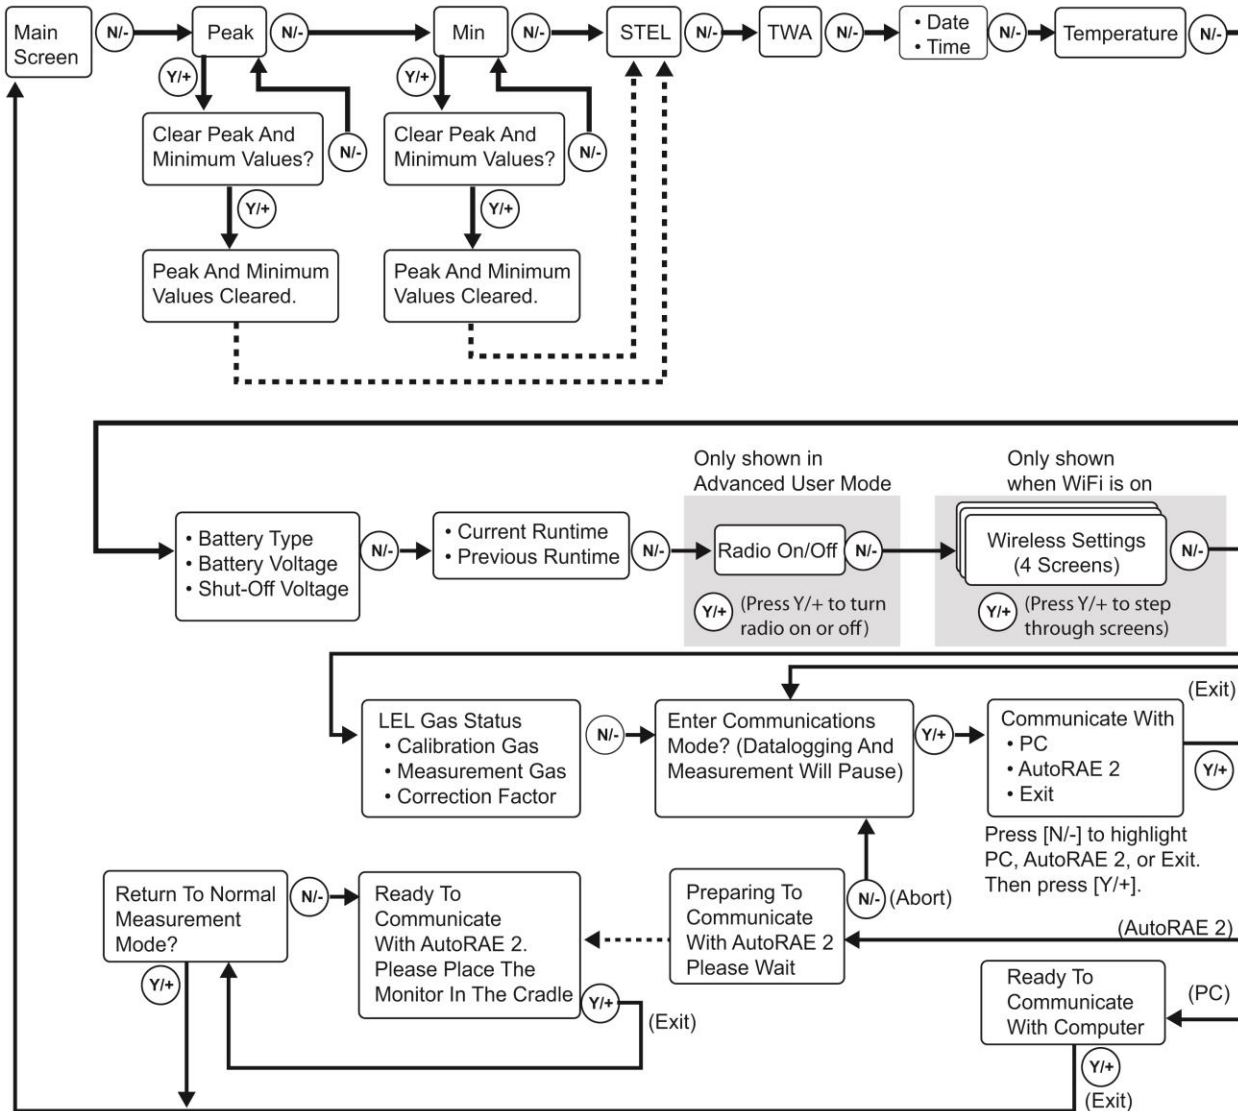 Main
Screen
N/-
Peak
N/-
Min
N/-
STEL
N/-
TWA
N/-
• Date
• Time
N/-
Temperature
N/-
Y/+
Y/+
Clear Peak And
Minimum Values?
N/-
Clear Peak And
Minimum Values?
N/-
Y/+
Y/+
Peak And Minimum
Values Cleared.
Peak And Minimum
Values Cleared.
Only shown in
Advanced User Mode
Only shown
when WiFi is on
• Battery Type
• Battery Voltage
• Shut-Off Voltage
N/-
• Current Runtime
• Previous Runtime
N/-
Radio On/Off
N/-
Wireless Settings
(4 Screens)
N/-
Y/+
(Press Y/+ to turn
radio on or off)
Y/+
(Press Y/+ to step
through screens)
LEL Gas Status
• Calibration Gas
• Measurement Gas
• Correction Factor
N/-
Enter Communications
Mode? (Datalogging And
Measurement Will Pause)
Y/+
Communicate With
• PC
• AutoRAE 2
• Exit
(Exit)
Y/+
Press [N/-] to highlight
PC, AutoRAE 2, or Exit.
Then press [Y/+].
Return To Normal
Measurement
Mode?
N/-
Ready To
Communicate
With AutoRAE 2.
Please Place The
Monitor In The Cradle
Preparing To
Communicate
With AutoRAE 2
Please Wait
N/-
(Abort)
(AutoRAE 2)
Y/+
Y/+
(Exit)
Ready To
Communicate
With Computer
(PC)
Y/+
(Exit)